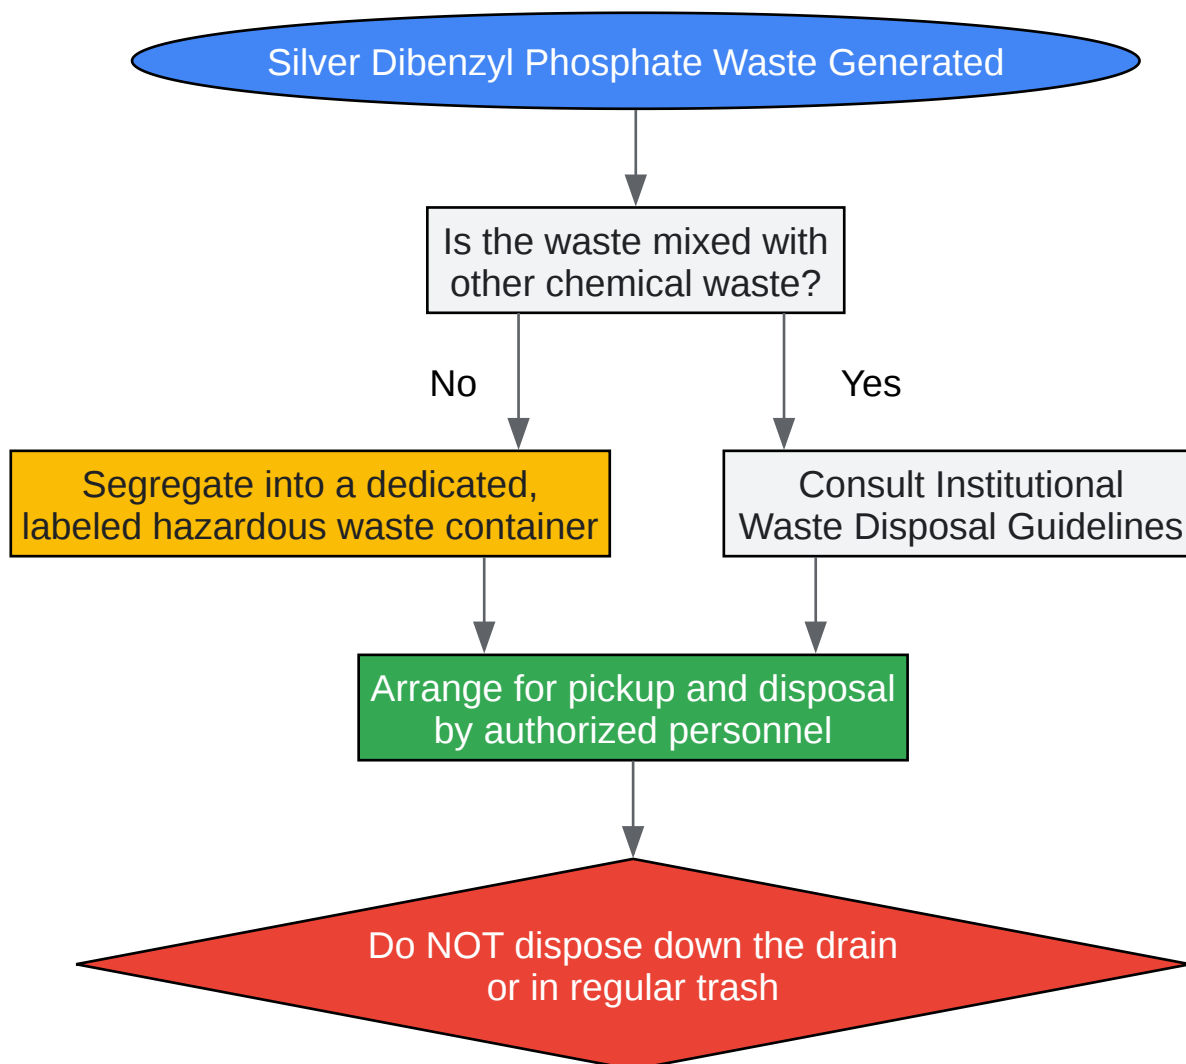 Silver Dibenzyl Phosphate Waste Generated
Is the waste mixed with
other chemical waste?
No
Yes
Segregate into a dedicated,
labeled hazardous waste container
Consult Institutional
Waste Disposal Guidelines
Arrange for pickup and disposal
by authorized personnel
Do NOT dispose down the drain
or in regular trash